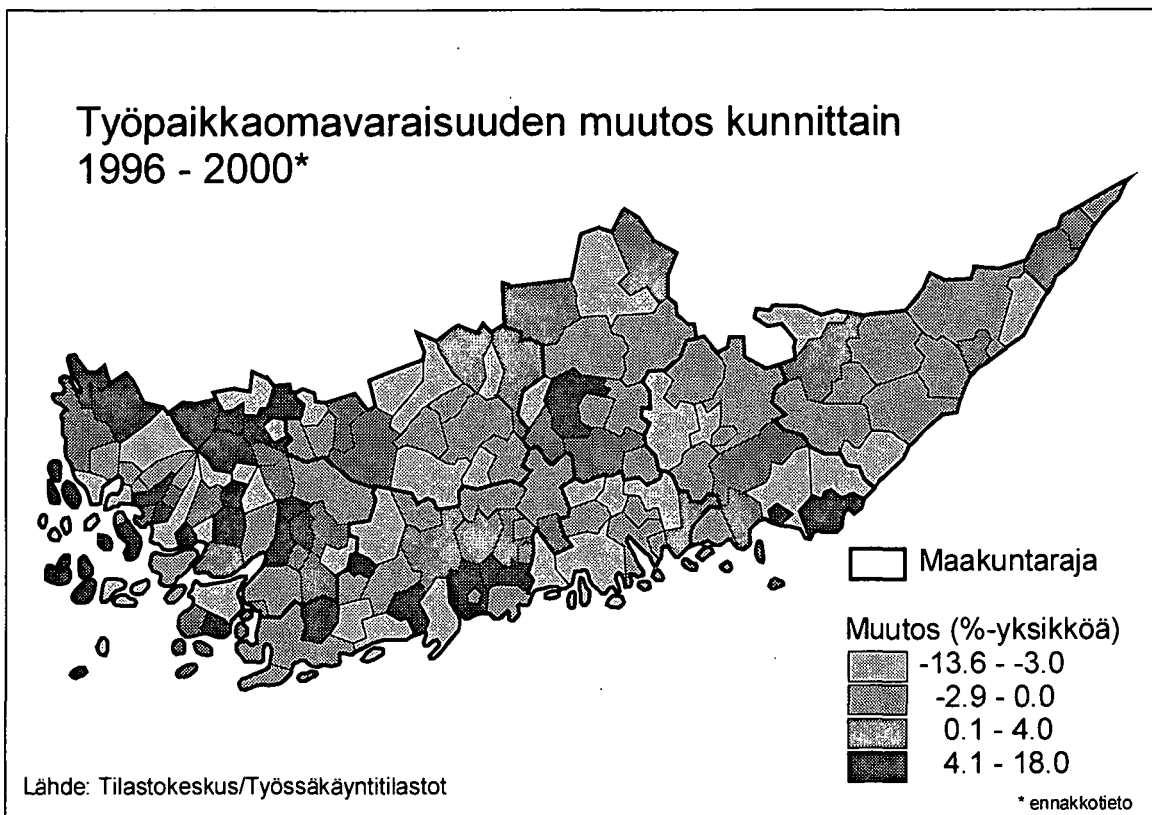 Työpaikkaomavaraisuuden muutos kunnittain
1996 - 2000*
Maakuntaraja
Muutos (%-yksikköä)
-13.6 - -3.0
-2.9 - 0.0
0.1 - 4.0
4.1 - 18.0
Lähde: Tilastokeskus/Työssäkäyntitilastot
* ennakkotieto